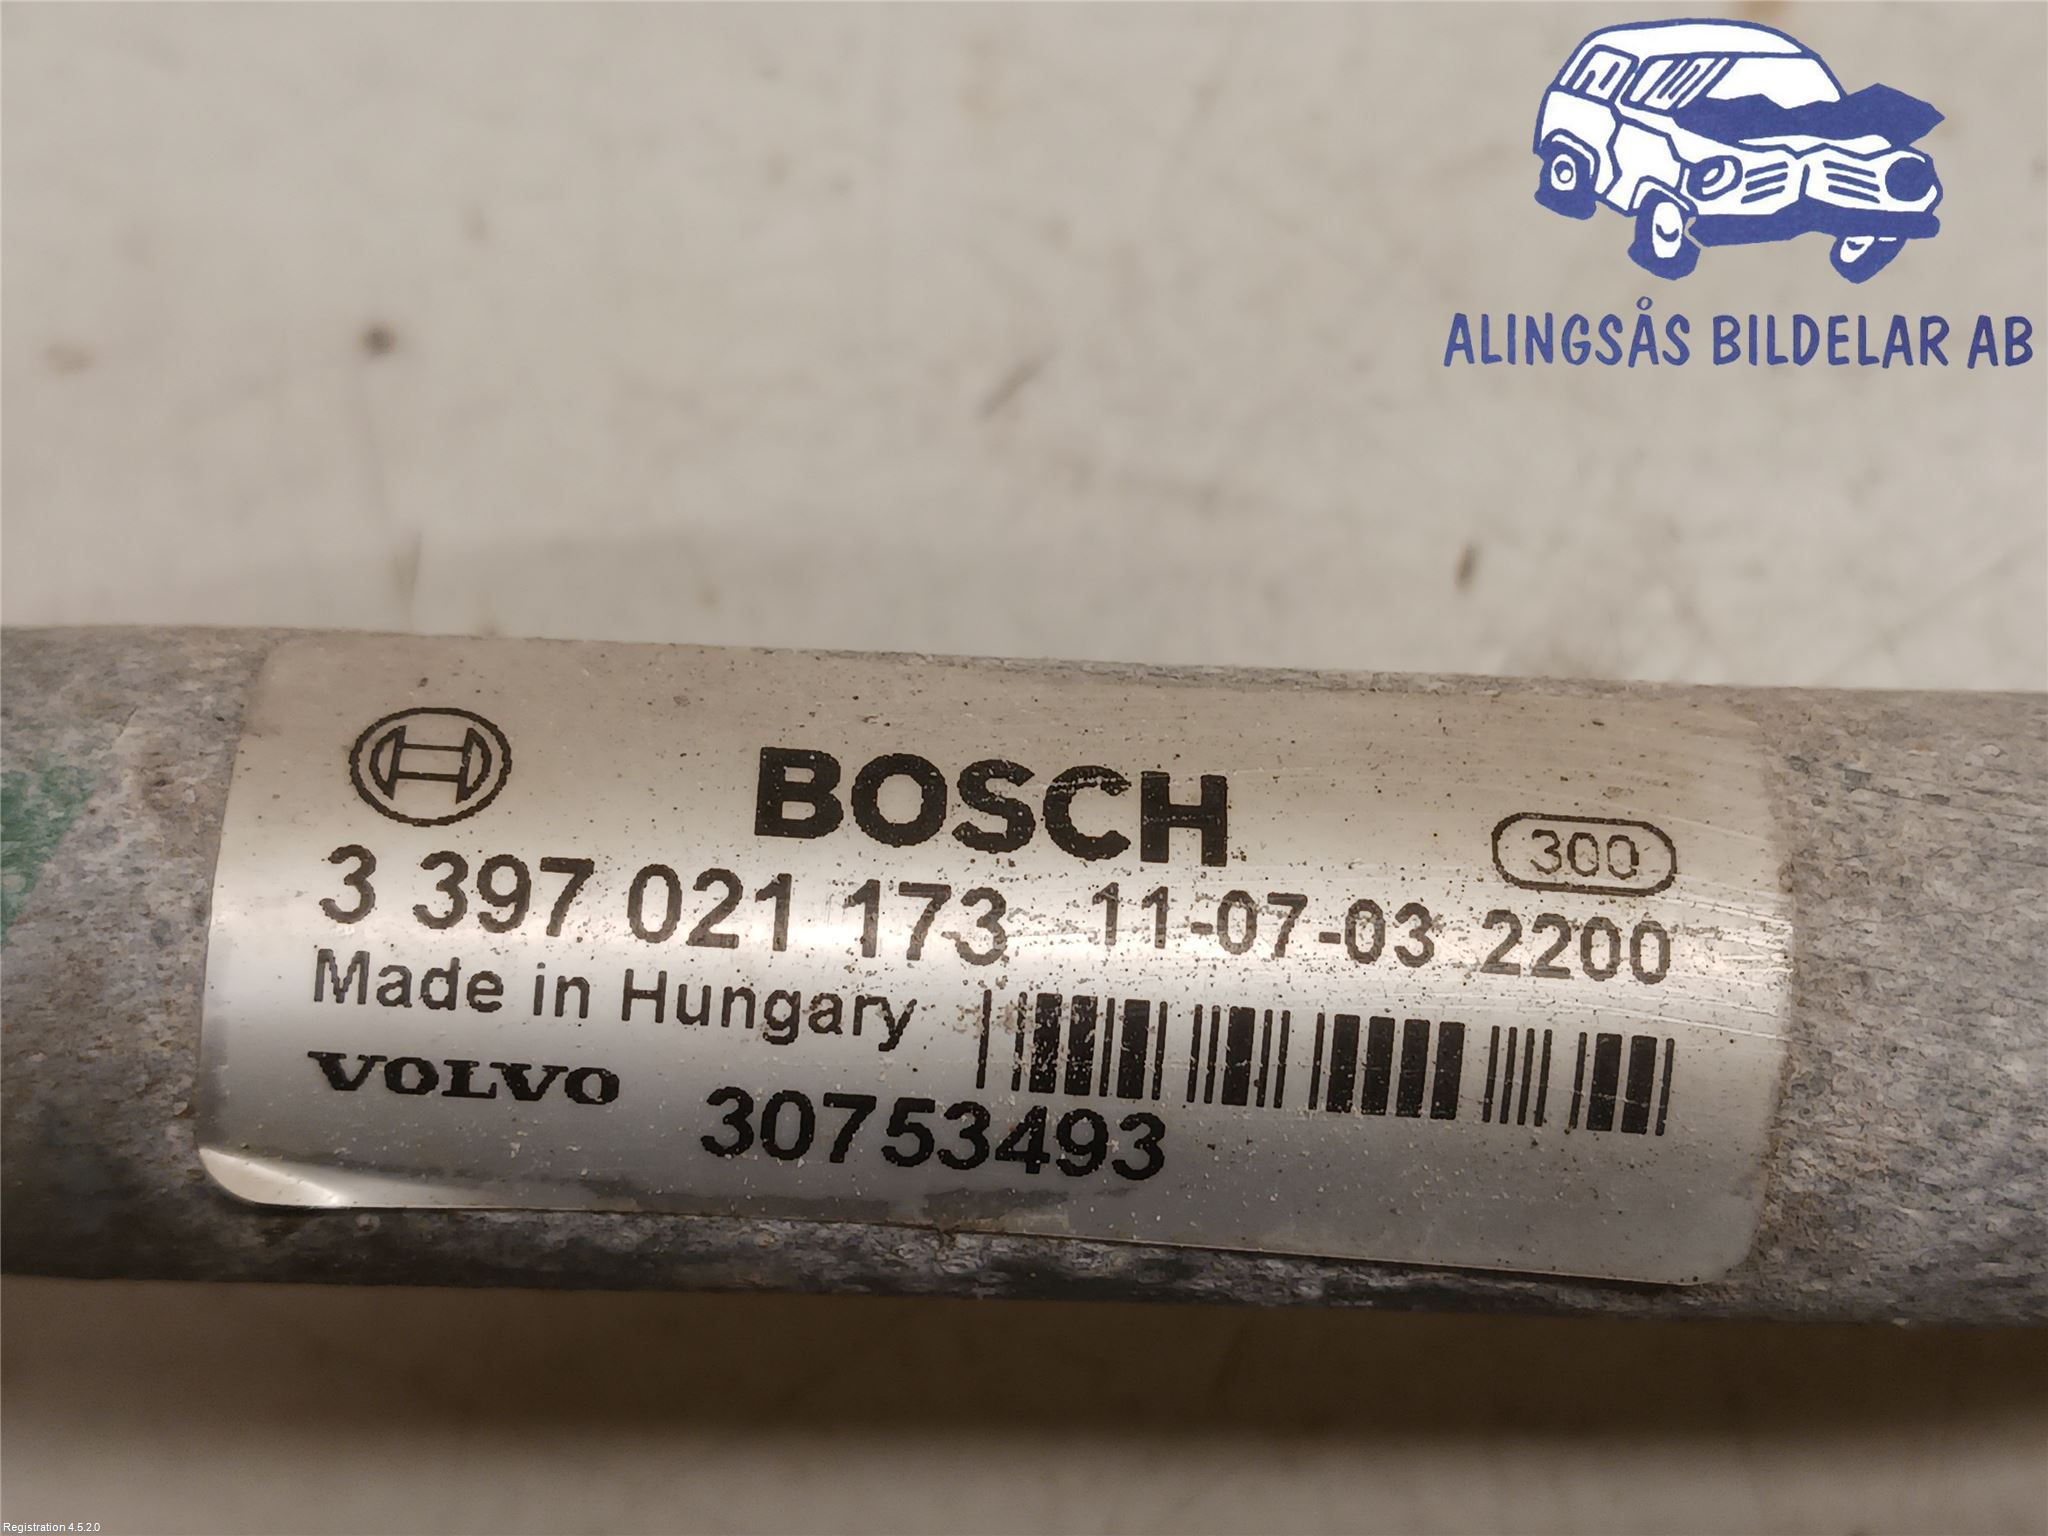 ALINGSÅS BILDELAR AB
BOSCH
300
3 397 021 173 11-07-03 2200
Made in Hungary
VOLVO 30753493
Registration 4.5.2.0